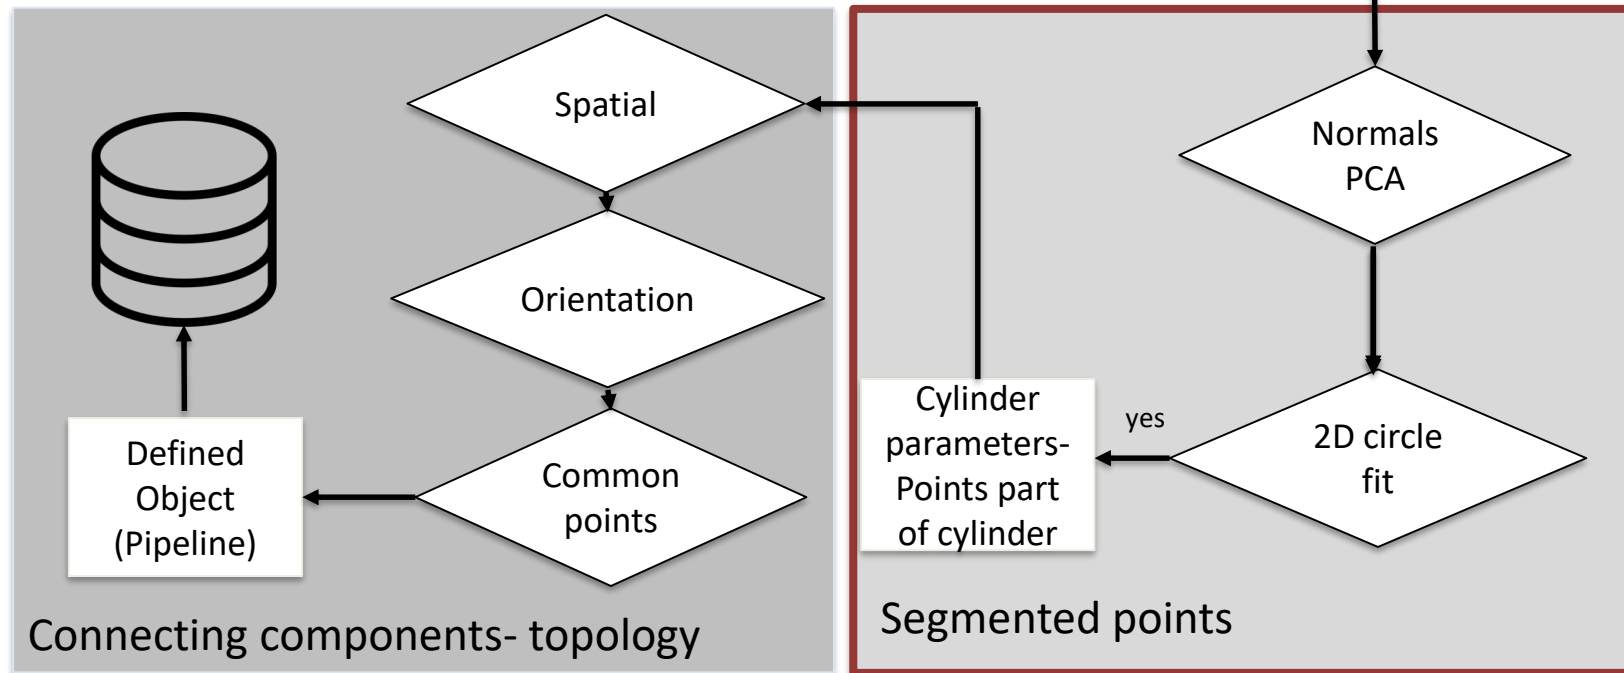 Spatial
Orientation
Common
points
Defined
Object
(Pipeline)
Connecting components- topology
Normals
PCA
2D circle
fit
yes
Cylinder
parameters-
Points part
of cylinder
Segmented points